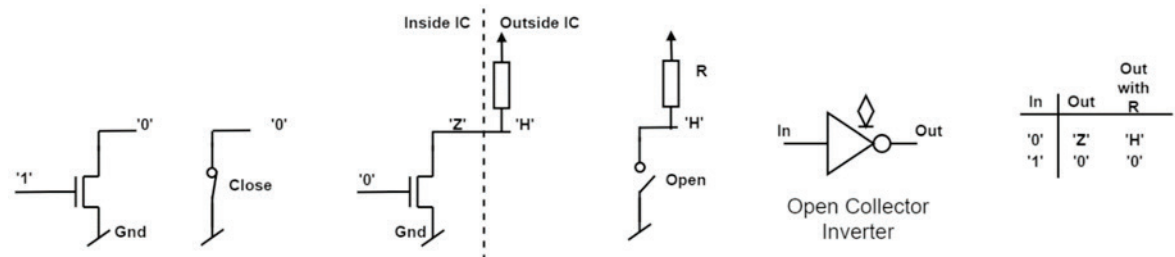 Inside IC
Outside IC
'0'
'1'
Gnd
'0'
Close
'Z'
'H'
'0'
Gnd
R
'H'
Open
In
Out
Open Collector
Inverter
Out
with
In Out R
'0' 'Z' 'H'
'1' '0' '0'